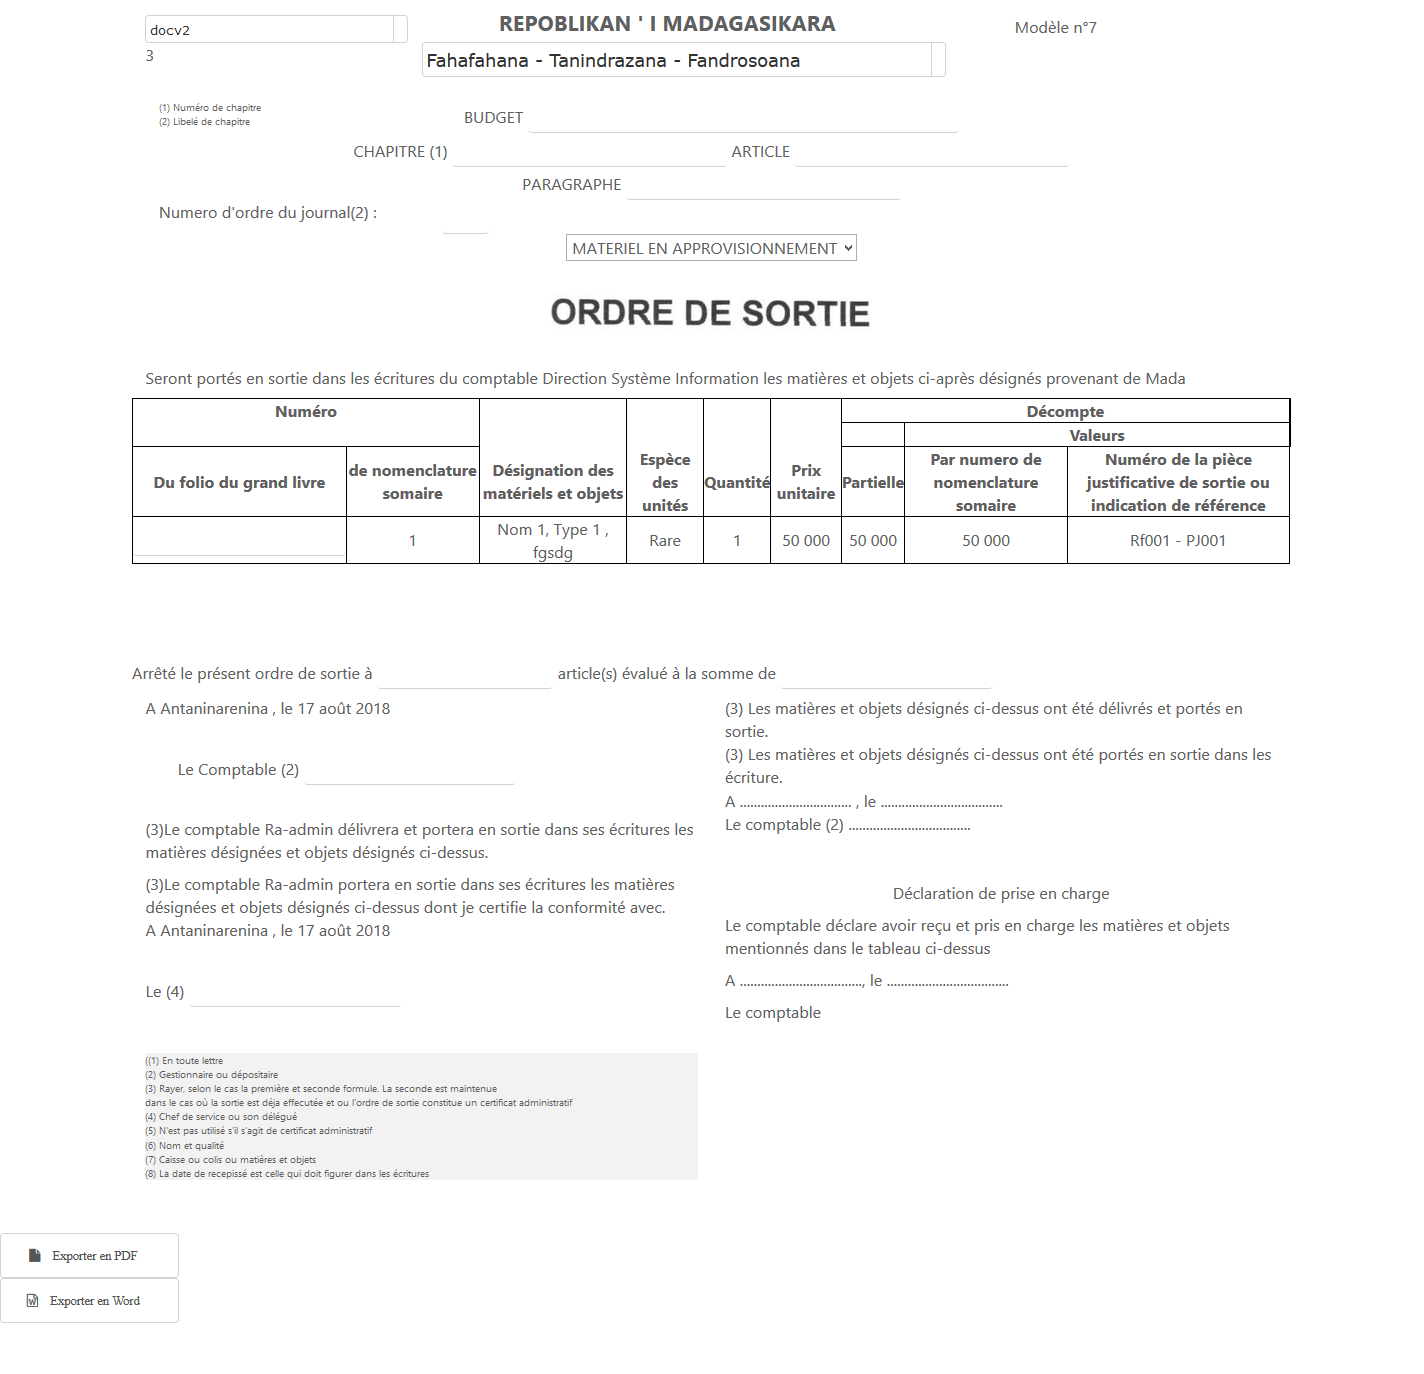 docv2
REPOBLIKAN ' I MADAGASIKARA
Modèle n°7
3
Fahafahana - Tanindrazana - Fandrosoana
(1) Numéro de chapitre
(2) Libelé de chapitre
BUDGET
CHAPITRE (1) ARTICLE
PARAGRAPHE
Numero d'ordre du journal(2) :
MATERIEL EN APPROVISIONNEMENT
ORDRE DE SORTIE
Seront portés en sortie dans les écritures du comptable Direction Système Information les matières et objets ci-après désignés provenant de Mada
Numéro
Décompte
Valeurs
Du folio du grand livre
de nomenclature
somaire
Désignation des
matériels et objets
Espèce
des
unités
Quantité
Prix
unitaire
Partielle
Par numero de
nomenclature
somaire
Numéro de la pièce
justificative de sortie ou
indication de référence
1
Nom 1, Type 1 ,
fgsdg
Rare
1
50 000
50 000
50 000
Rf001 - PJ001
Arrêté le présent ordre de sortie à article(s) évalué à la somme de
A Antaninarenina , le 17 août 2018
Le Comptable (2)
(3)Le comptable Ra-admin délivrera et portera en sortie dans ses écritures les
matières désignées et objets désignés ci-dessus.
(3)Le comptable Ra-admin portera en sortie dans ses écritures les matières
désignées et objets désignés ci-dessus dont je certifie la conformité avec.
A Antaninarenina , le 17 août 2018
Le (4)
(3) Les matières et objets désignés ci-dessus ont été délivrés et portés en
sortie.
(3) Les matières et objets désignés ci-dessus ont été portés en sortie dans les
écriture.
A ................................ , le ...................................
Le comptable (2) ...................................
Déclaration de prise en charge
Le comptable déclare avoir reçu et pris en charge les matières et objets
mentionnés dans le tableau ci-dessus
A ..................................., le ...................................
Le comptable
((1) En toute lettre
(2) Gestionnaire ou dépositaire
(3) Rayer, selon le cas la première et seconde formule. La seconde est maintenue
dans le cas où la sortie est déja effecutée et ou l'ordre de sortie constitue un certificat administratif
(4) Chef de service ou son délégué
(5) N'est pas utilisé s'il s'agit de certificat administratif
(6) Nom et qualité
(7) Caisse ou colis ou matières et objets
(8) La date de recepissé est celle qui doit figurer dans les écritures
Exporter en PDF
Exporter en Word